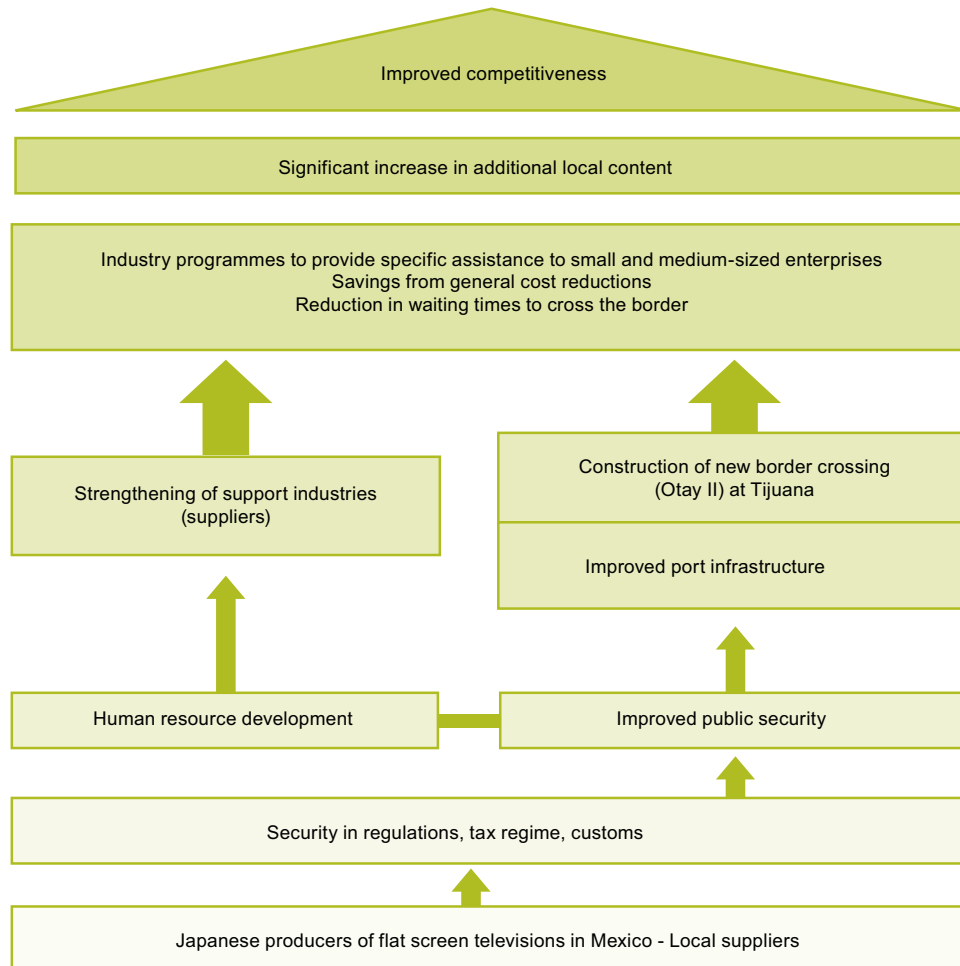 Improved competitiveness
Significant increase in additional local content
Industry programmes to provide specific assistance to small and medium-sized enterprises
Savings from general cost reductions
Reduction in waiting times to cross the border
Strengthening of support industries
(suppliers)
Construction of new border crossing
(Otay II) at Tijuana
Improved port infrastructure
Human resource development
Improved public security
Security in regulations, tax regime, customs
Japanese producers of flat screen televisions in Mexico - Local suppliers